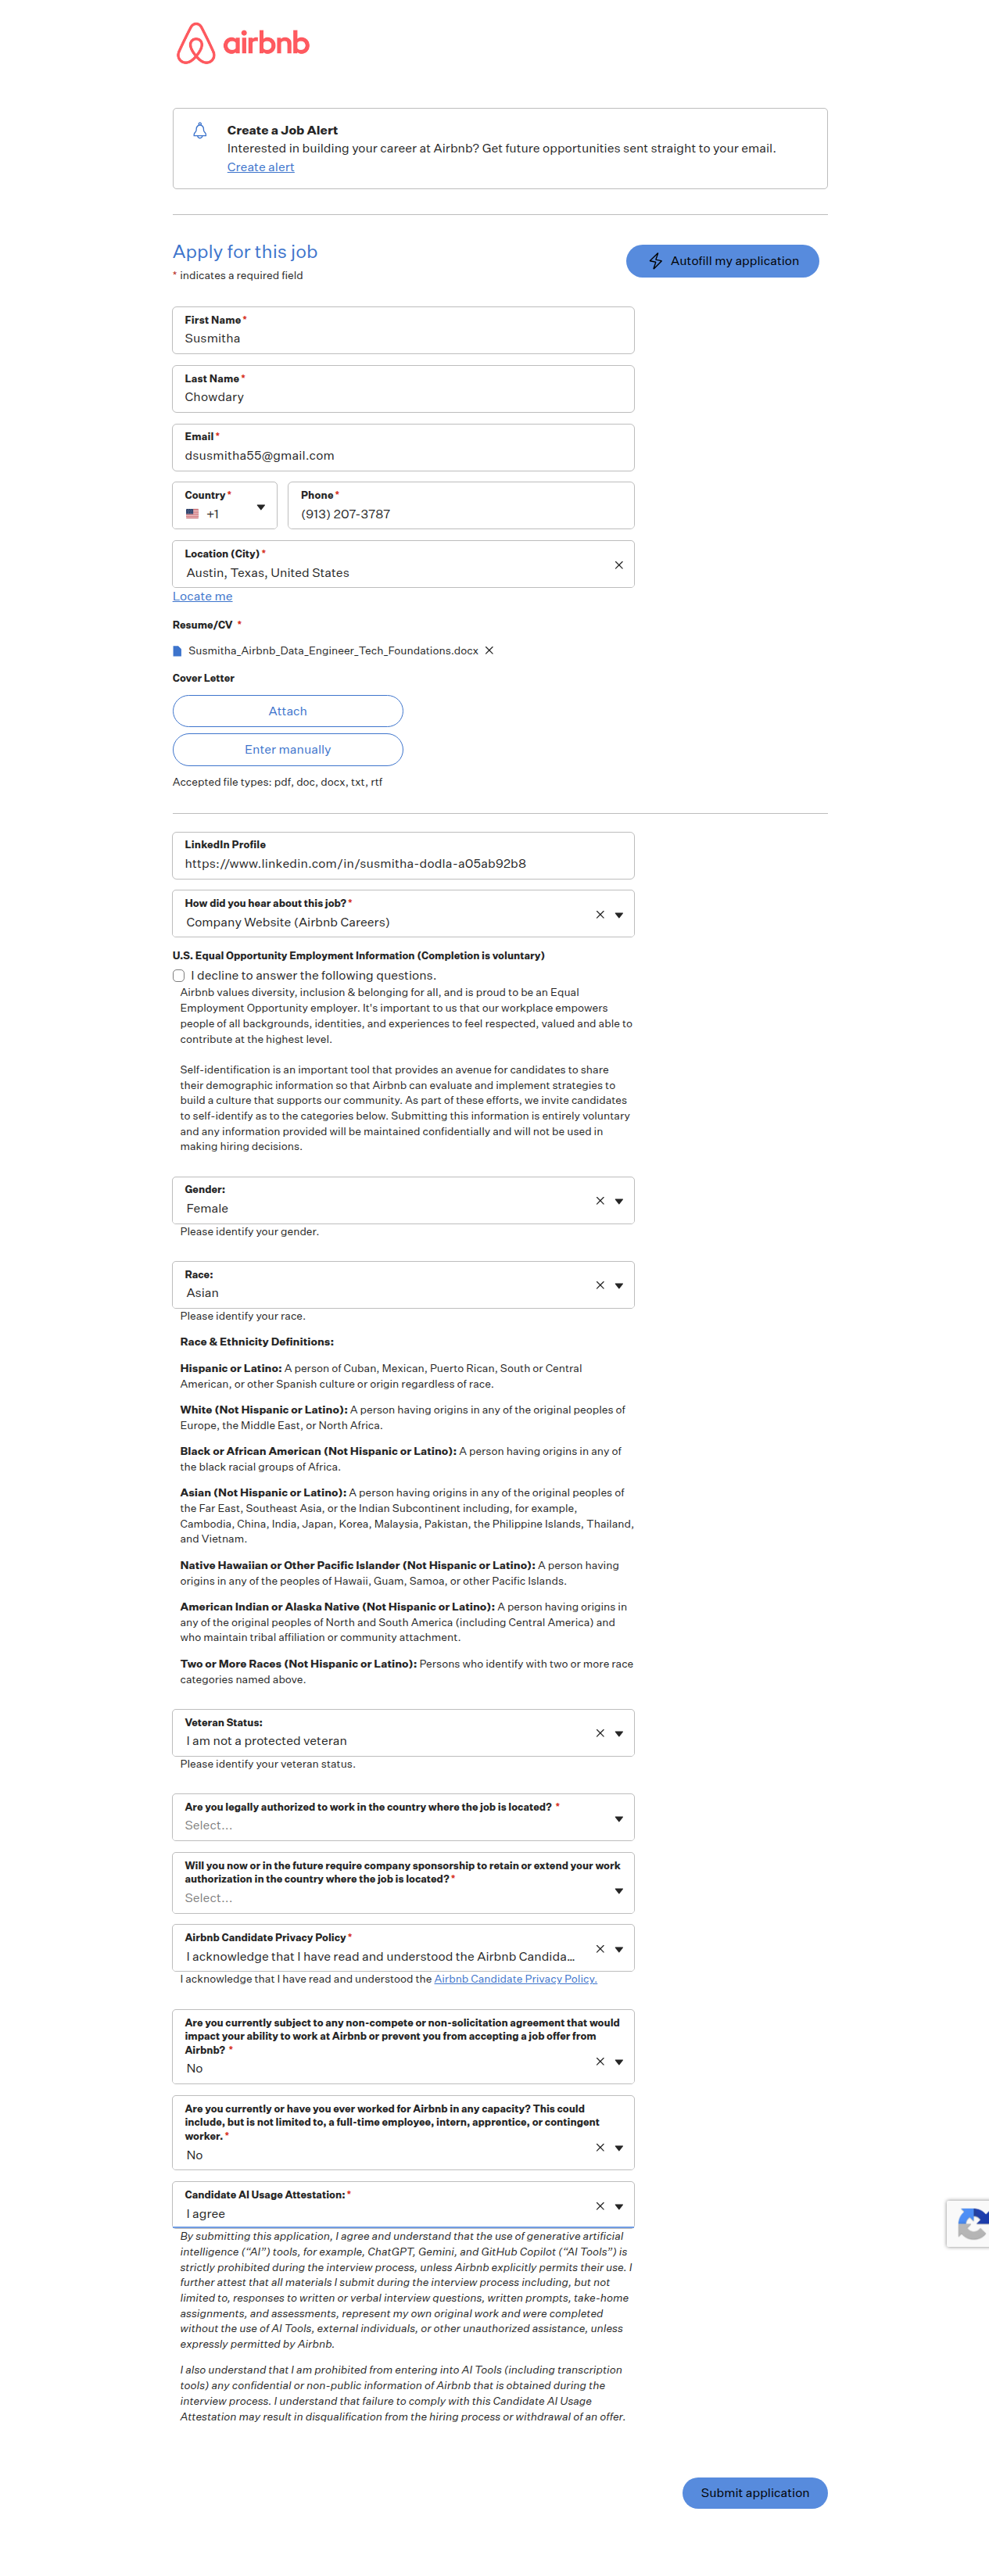 airbnb
Create a Job Alert
Interested in building your career at Airbnb? Get future opportunities sent straight to your email.
Create alert
Apply for this job
Autofill my application
* indicates a required field
First Name*
Susmitha
Last Name*
Chowdary
Email*
dsusmitha55@gmail.com
Country*
+1
Phone*
(913) 207-3787
Location (City)*
Austin, Texas, United States
Locate me
Resume/CV *
Susmitha_Airbnb_Data_Engineer_Tech_Foundations.docx
Cover Letter
Attach
Enter manually
Accepted file types: pdf, doc, docx, txt, rtf
LinkedIn Profile
https://www.linkedin.com/in/susmitha-dodla-a05ab92b8
How did you hear about this job?*
Company Website (Airbnb Careers)
U.S. Equal Opportunity Employment Information (Completion is voluntary)
I decline to answer the following questions.
Airbnb values diversity, inclusion & belonging for all, and is proud to be an Equal
Employment Opportunity employer. It's important to us that our workplace empowers
people of all backgrounds, identities, and experiences to feel respected, valued and able to
contribute at the highest level.
Self-identification is an important tool that provides an avenue for candidates to share
their demographic information so that Airbnb can evaluate and implement strategies to
build a culture that supports our community. As part of these efforts, we invite candidates
to self-identify as to the categories below. Submitting this information is entirely voluntary
and any information provided will be maintained confidentially and will not be used in
making hiring decisions.
Gender:
Female
Please identify your gender.
Race:
Asian
Please identify your race.
Race & Ethnicity Definitions:
Hispanic or Latino: A person of Cuban, Mexican, Puerto Rican, South or Central
American, or other Spanish culture or origin regardless of race.
White (Not Hispanic or Latino): A person having origins in any of the original peoples of
Europe, the Middle East, or North Africa.
Black or African American (Not Hispanic or Latino): A person having origins in any of
the black racial groups of Africa.
Asian (Not Hispanic or Latino): A person having origins in any of the original peoples of
the Far East, Southeast Asia, or the Indian Subcontinent including, for example,
Cambodia, China, India, Japan, Korea, Malaysia, Pakistan, the Philippine Islands, Thailand,
and Vietnam.
Native Hawaiian or Other Pacific Islander (Not Hispanic or Latino): A person having
origins in any of the peoples of Hawaii, Guam, Samoa, or other Pacific Islands.
American Indian or Alaska Native (Not Hispanic or Latino): A person having origins in
any of the original peoples of North and South America (including Central America) and
who maintain tribal affiliation or community attachment.
Two or More Races (Not Hispanic or Latino): Persons who identify with two or more race
categories named above.
Veteran Status:
I am not a protected veteran
Please identify your veteran status.
Are you legally authorized to work in the country where the job is located? *
Select...
Will you now or in the future require company sponsorship to retain or extend your work
authorization in the country where the job is located?*
Select...
Airbnb Candidate Privacy Policy*
I acknowledge that I have read and understood the Airbnb Candida...
I acknowledge that I have read and understood the Airbnb Candidate Privacy Policy.
Are you currently subject to any non-compete or non-solicitation agreement that would
impact your ability to work at Airbnb or prevent you from accepting a job offer from
Airbnb? *
No
Are you currently or have you ever worked for Airbnb in any capacity? This could
include, but is not limited to, a full-time employee, intern, apprentice, or contingent
worker.*
No
Candidate AI Usage Attestation:*
I agree
By submitting this application, I agree and understand that the use of generative artificial
intelligence (“AI”) tools, for example, ChatGPT, Gemini, and GitHub Copilot (“AI Tools”) is
strictly prohibited during the interview process, unless Airbnb explicitly permits their use. I
further attest that all materials I submit during the interview process including, but not
limited to, responses to written or verbal interview questions, written prompts, take-home
assignments, and assessments, represent my own original work and were completed
without the use of AI Tools, external individuals, or other unauthorized assistance, unless
expressly permitted by Airbnb.
I also understand that I am prohibited from entering into AI Tools (including transcription
tools) any confidential or non-public information of Airbnb that is obtained during the
interview process. I understand that failure to comply with this Candidate AI Usage
Attestation may result in disqualification from the hiring process or withdrawal of an offer.
Submit application